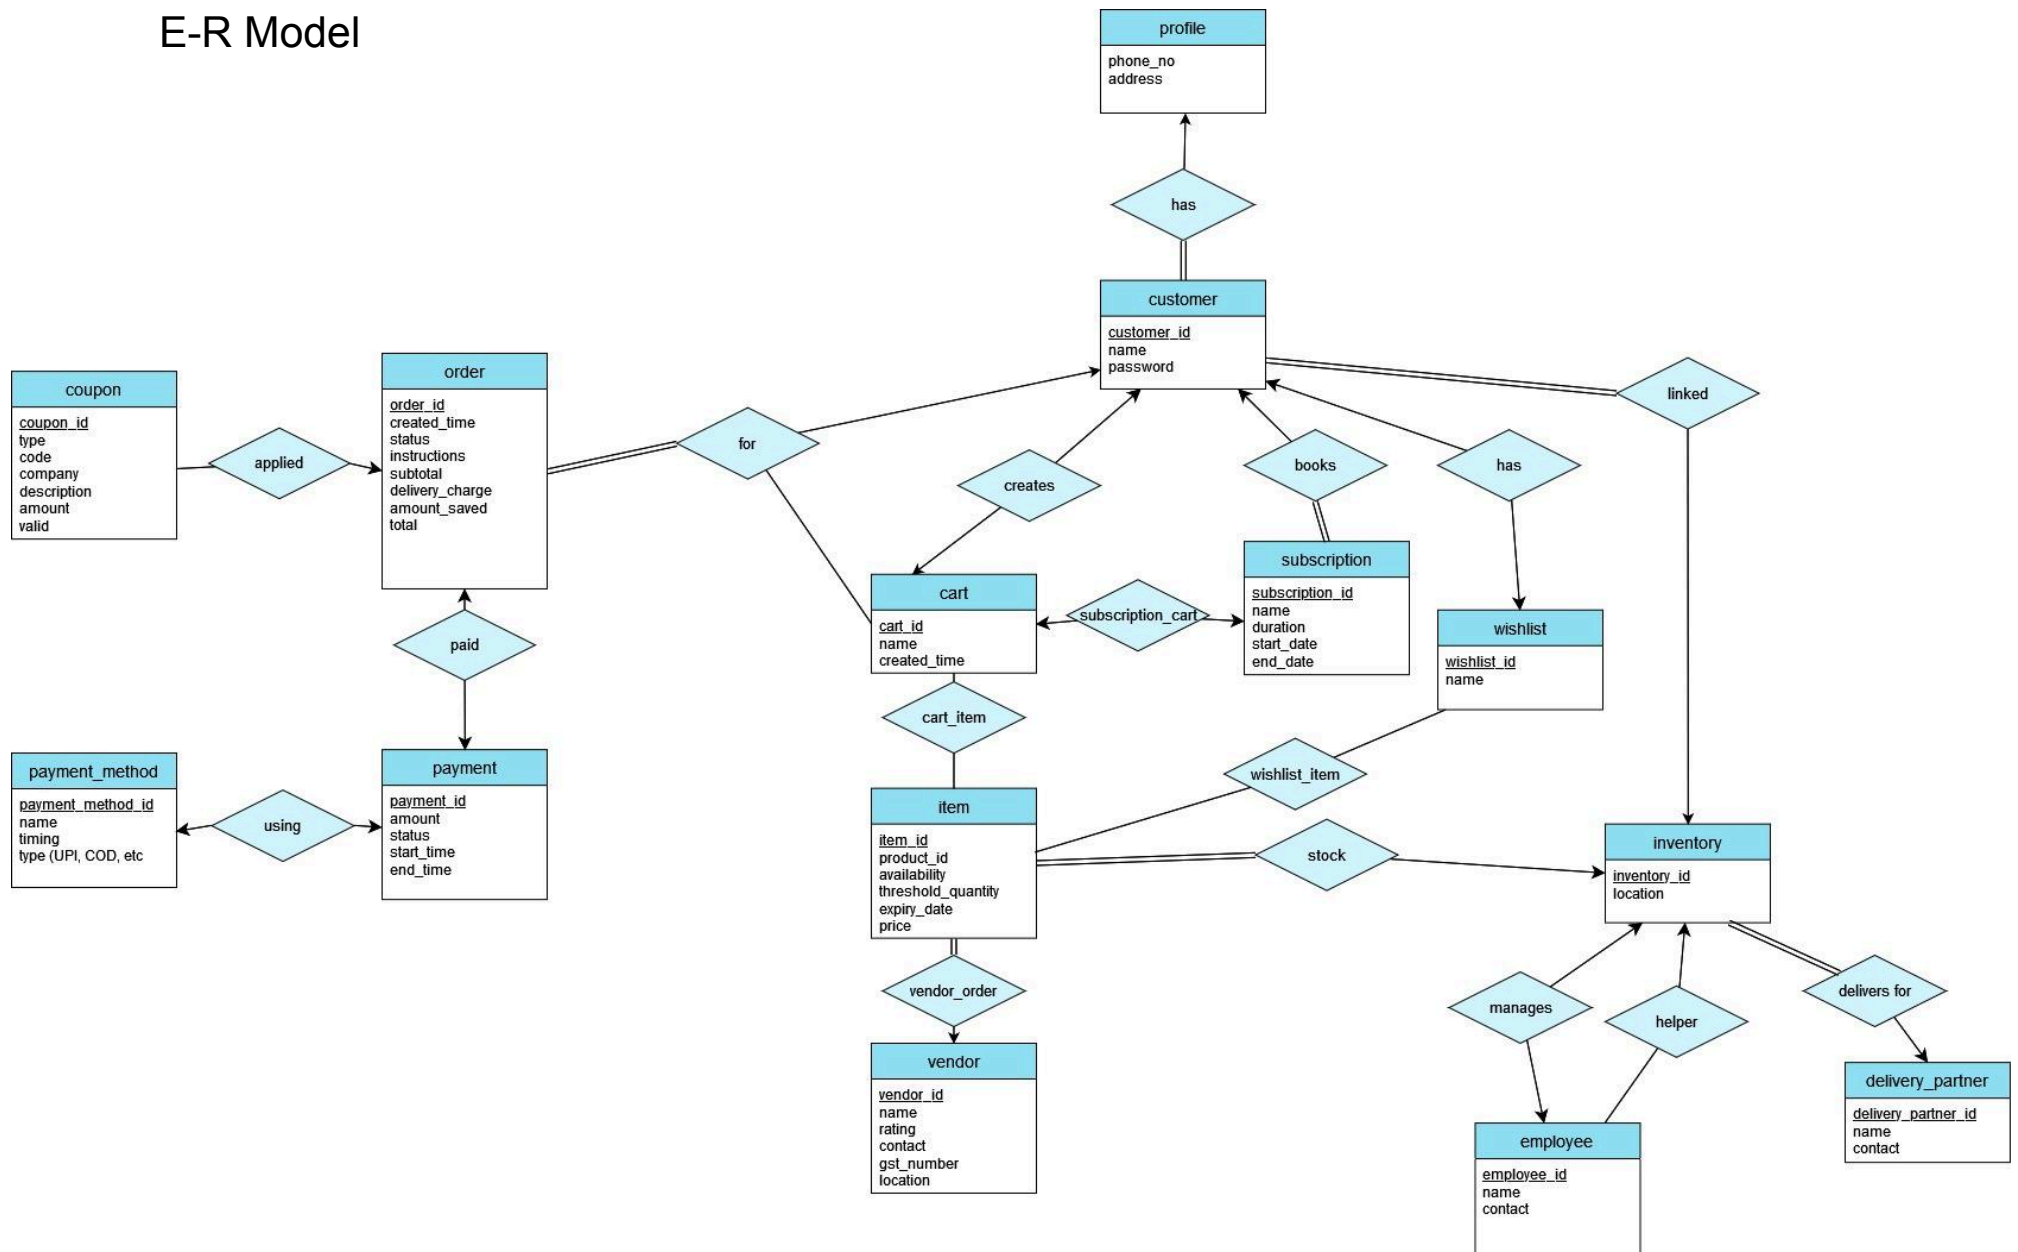 E-R Model
profile
phone_no
address
has
customer
customer_id
name
password
linked
coupon
coupon_id
type
code
company
description
amount
valid
applied
order
order_id
created_time
status
instructions
subtotal
delivery_charge
amount_saved
total
for
creates
books
has
cart
cart_id
name
created_time
subscription_cart
subscription
subscription_id
name
duration
start_date
end_date
wishlist
wishlist_id
name
paid
cart_item
wishlist_item
payment_method
payment_method_id
name
timing
type (UPI, COD, etc
using
payment
payment_id
amount
status
start_time
end_time
item
item_id
product_id
availability
threshold_quantity
expiry_date
price
stock
inventory
inventory_id
location
vendor_order
manages
helper
delivers for
vendor
vendor_id
name
rating
contact
gst_number
location
employee
employee_id
name
contact
delivery_partner
delivery_partner_id
name
contact